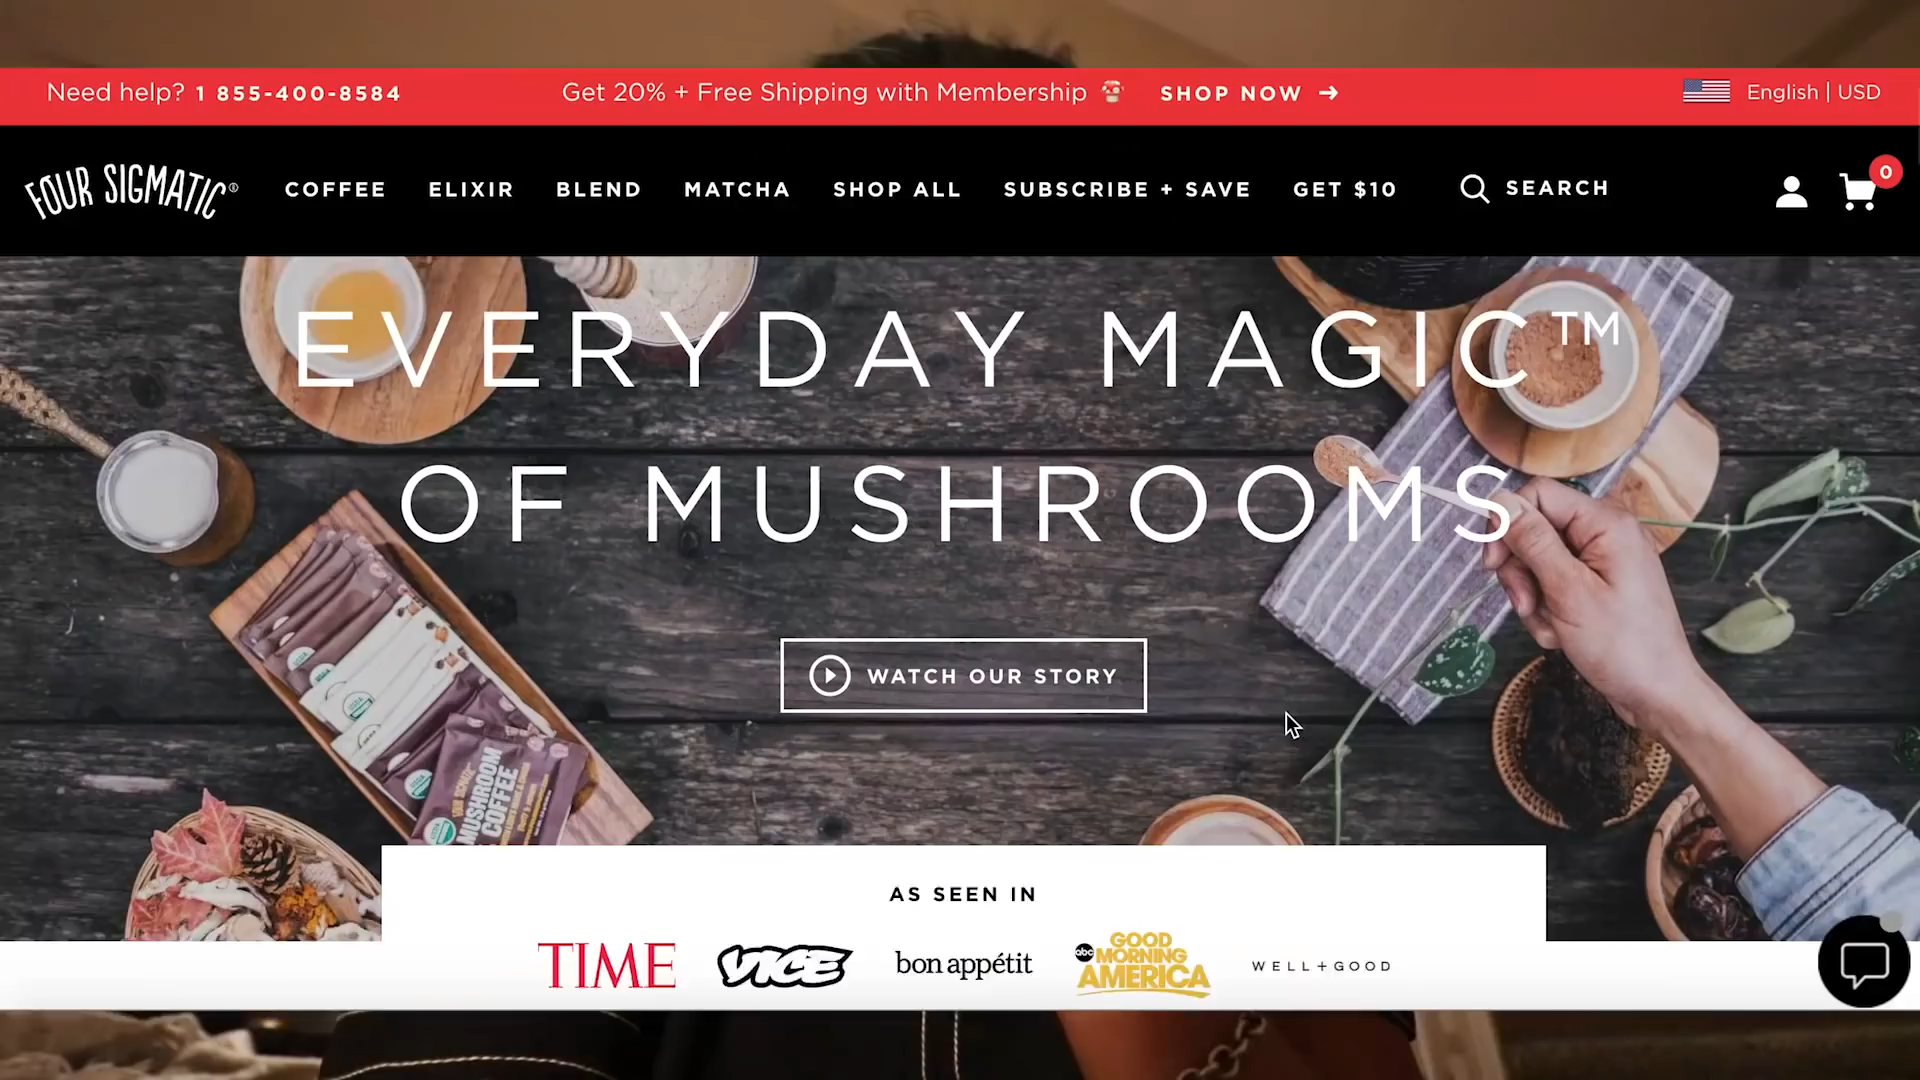 Need help? 1 855-400-8584
Get 20% + Free Shipping with Membership SHOP NOW →
English | USD
FOUR SIGMATIC®
COFFEE ELIXIR BLEND MATCHA SHOP ALL SUBSCRIBE + SAVE GET $10 SEARCH
0
EVERYDAY MAGIC™
OF MUSHROOMS
WATCH OUR STORY
MUSHROOM
COFFEE
AS SEEN IN
TIME VICE bon appétit abc GOOD MORNING AMERICA WELL+GOOD